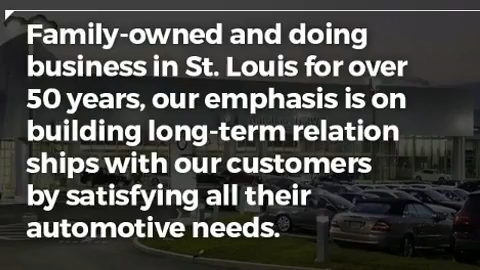 Family-owned and doing
business in St. Louis for over
50 years, our emphasis is on
building long-term relation
ships with our customers
by satisfying all their
automotive needs.